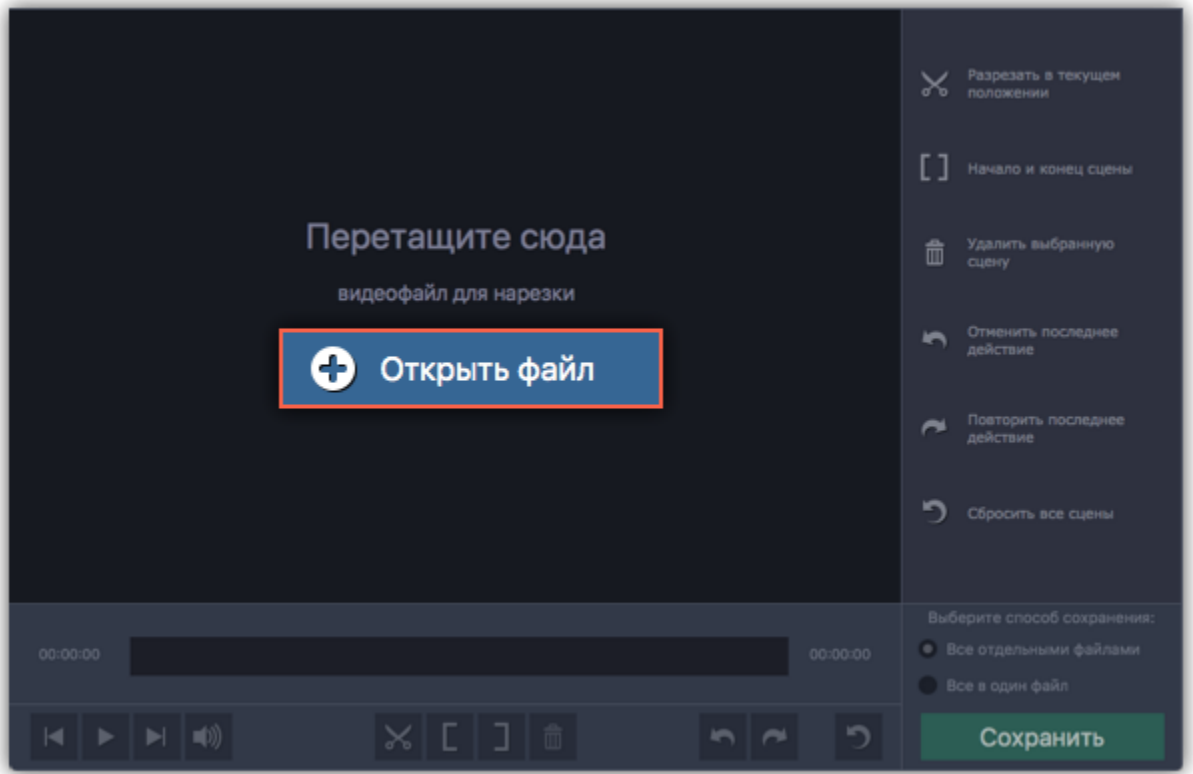 Перетащите сюда
видеофайл для нарезки
Открыть файл
Разрезать в текущем
положении
Начало и конец сцены
Удалить выбранную
сцену
Отменить последнее
действие
Повторить последнее
действие
Сбросить все сцены
00:00:00
00:00:00
Выберите способ сохранения:
Все отдельными файлами
Все в один файл
Сохранить